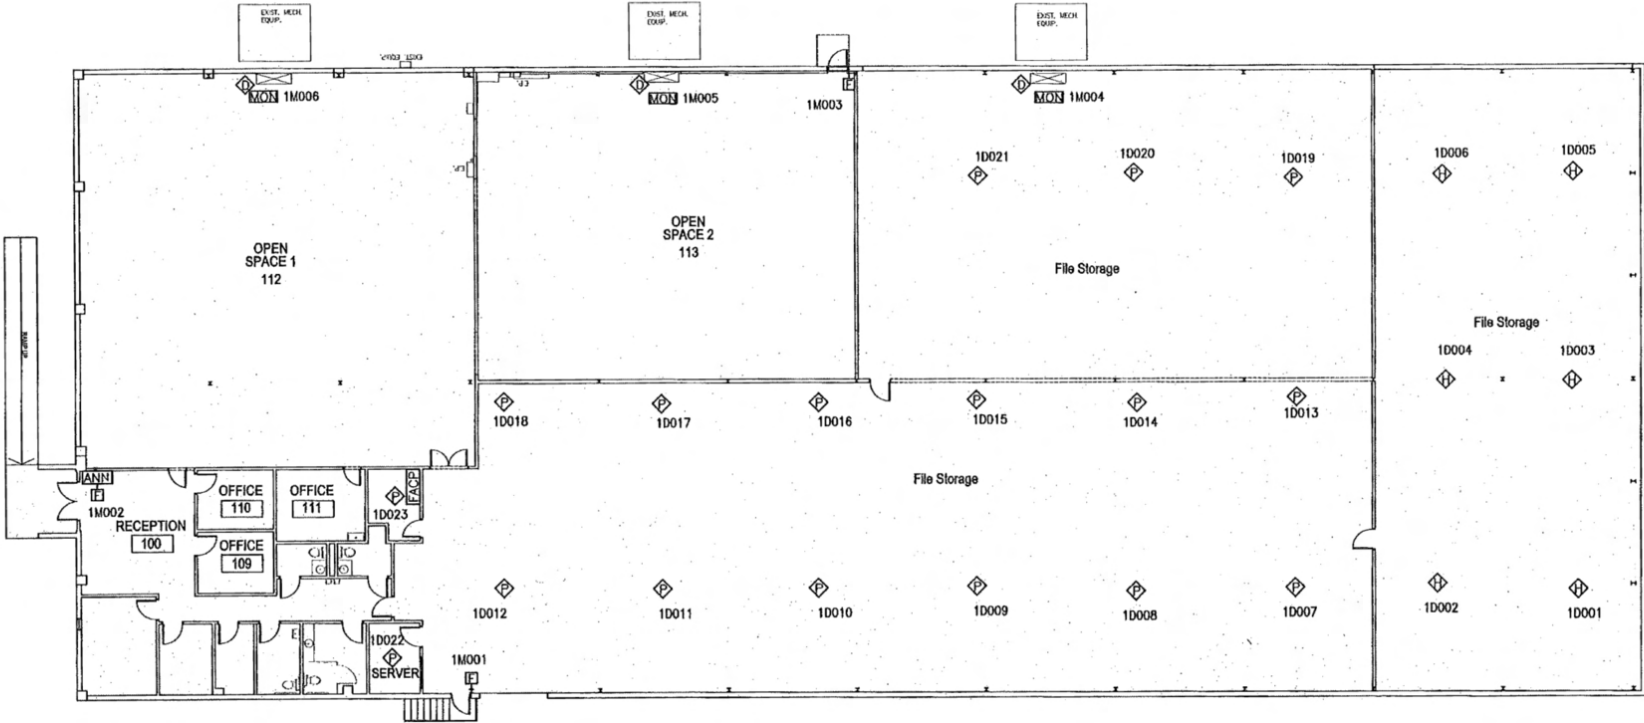 EXIST. MECH.
EQUIP.
EXIST. MECH.
EQUIP.
EXIST. MECH.
EQUIP.
EXIST. EQUIP.
D
MON 1M006
D
MON 1M005
1M003
F
D
MON 1M004
1D021
P
1D020
P
1D019
P
1D006
H
1D005
H
OPEN
SPACE 1
112
OPEN
SPACE 2
113
File Storage
File Storage
1D004
H
1D003
H
P
1D018
P
1D017
P
1D016
P
1D015
P
1D014
P
1D013
File Storage
ANN
F
1M002
RECEPTION
100
OFFICE
110
OFFICE
111
OFFICE
109
P
1D023
FACP
P
1D012
P
1D011
P
1D010
P
1D009
P
1D008
P
1D007
H
1D002
H
1D001
1D022
P
SERVER
1M001
F